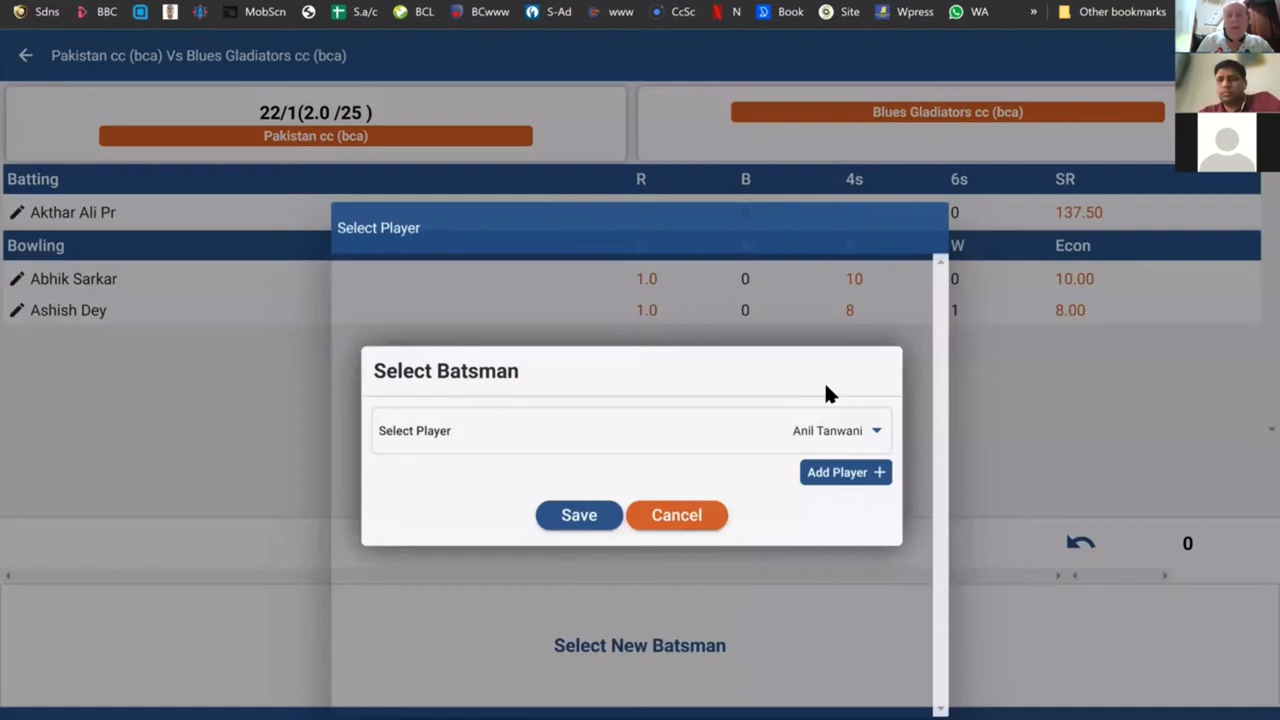 Sdns BBC MobScn S.a/c BCL BCwww S-Ad www CcSc N Book Site Wpress WA » Other bookmarks
Pakistan cc (bca) Vs Blues Gladiators cc (bca)
22/1(2.0 /25 )
Pakistan cc (bca)
Blues Gladiators cc (bca)
Batting R B 4s 6s SR
Akthar Ali Pr 0 137.50
Select Player
Bowling W Econ
Abhik Sarkar 1.0 0 10 0 10.00
Ashish Dey 1.0 0 8 1 8.00
Select Batsman
Select Player Anil Tanwani
Add Player +
Save Cancel
0
Select New Batsman